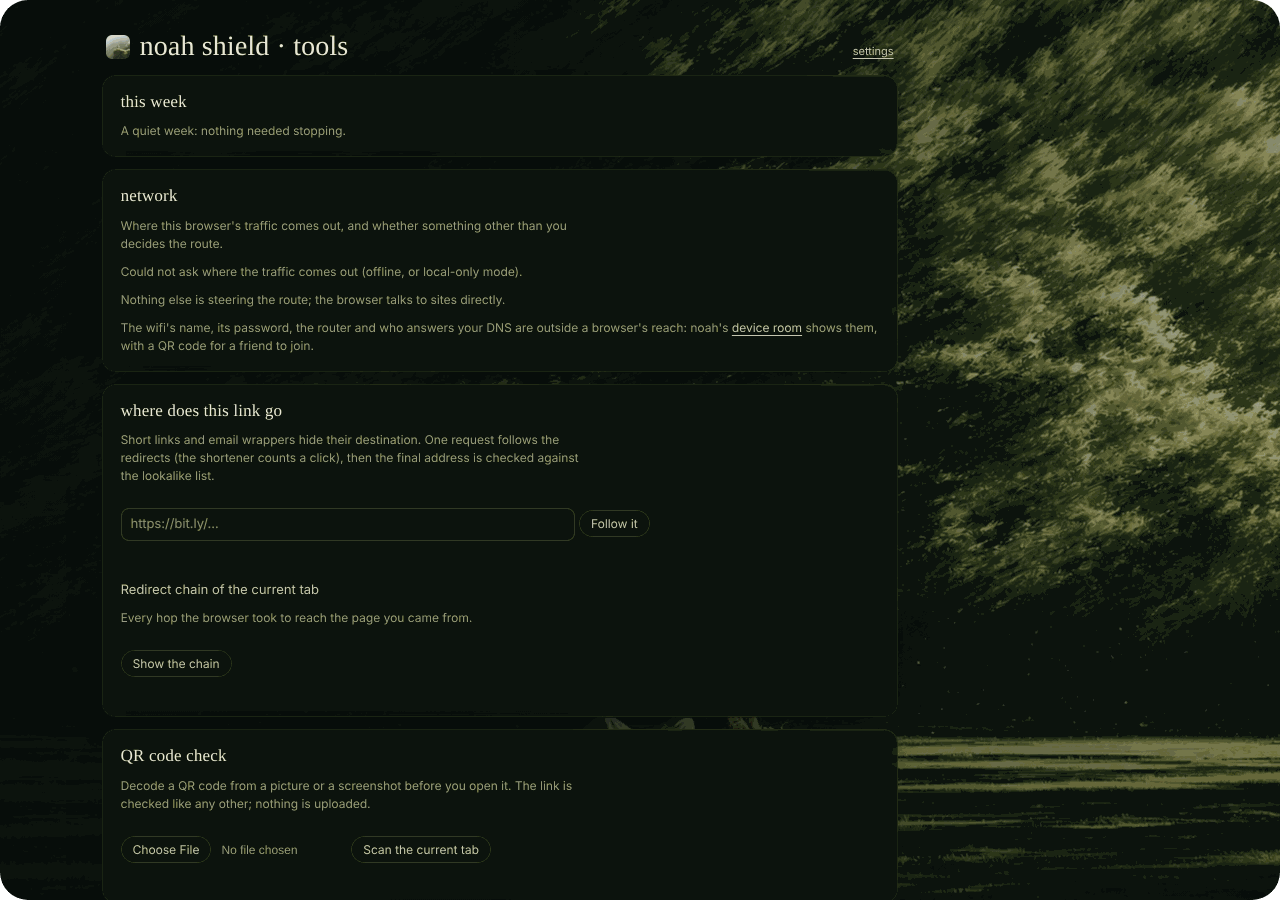 noah shield · tools
settings
this week
A quiet week: nothing needed stopping.
network
Where this browser's traffic comes out, and whether something other than you
decides the route.
Could not ask where the traffic comes out (offline, or local-only mode).
Nothing else is steering the route; the browser talks to sites directly.
The wifi's name, its password, the router and who answers your DNS are outside a browser's reach: noah's device room shows them,
with a QR code for a friend to join.
where does this link go
Short links and email wrappers hide their destination. One request follows the
redirects (the shortener counts a click), then the final address is checked against
the lookalike list.
https://bit.ly/... Follow it
Redirect chain of the current tab
Every hop the browser took to reach the page you came from.
Show the chain
QR code check
Decode a QR code from a picture or a screenshot before you open it. The link is
checked like any other; nothing is uploaded.
Choose File No file chosen Scan the current tab